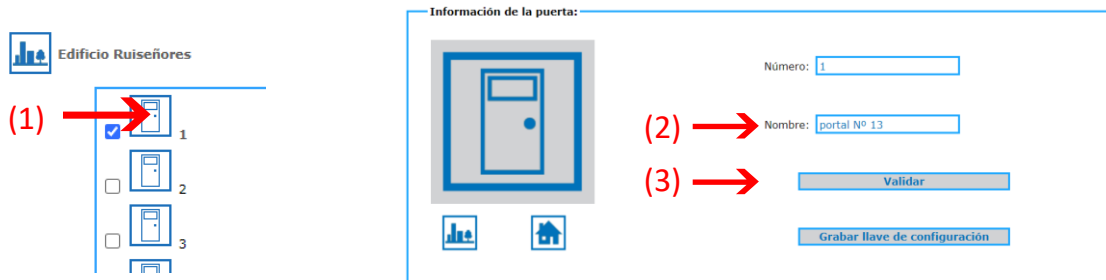 Edificio Ruiseñores
(1)
1
2
3
Información de la puerta:
Número: 1
(2)
Nombre: portal Nº 13
(3)
Validar
Grabar llave de configuración